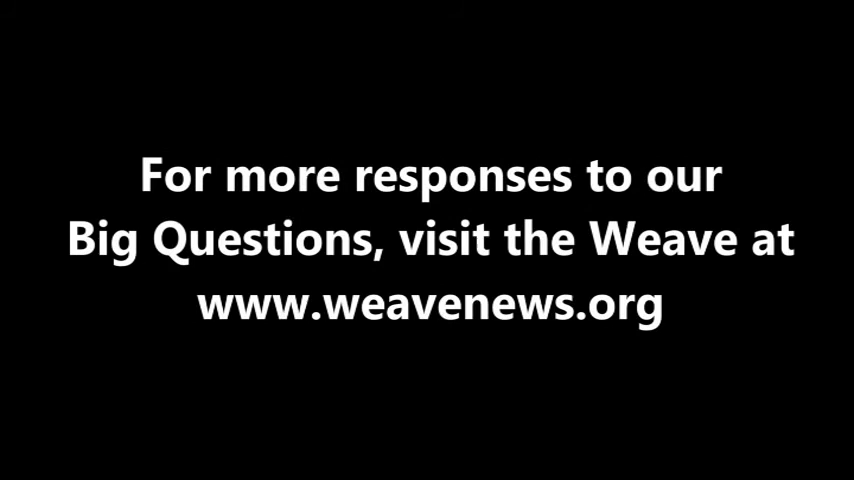 For more responses to our
Big Questions, visit the Weave at
www.weavenews.org